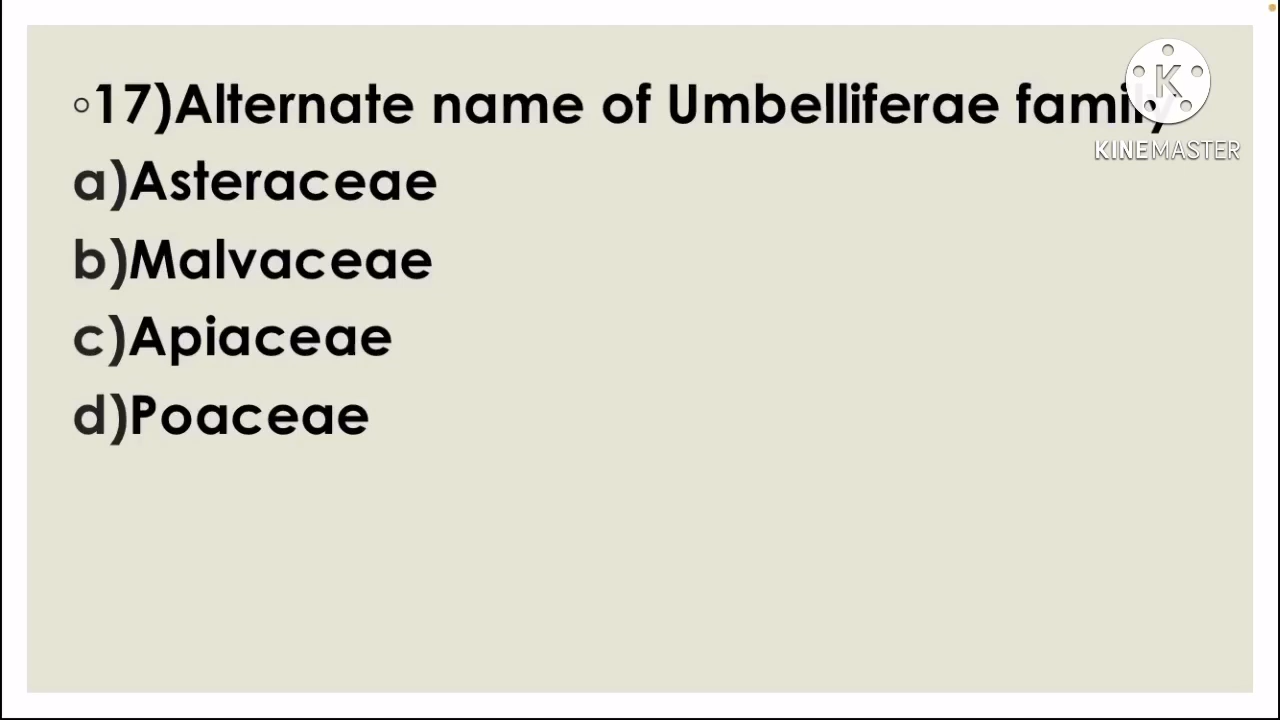 ◦17)Alternate name of Umbelliferae family
a)Asteraceae
b)Malvaceae
c)Apiaceae
d)Poaceae
K
KINEMASTER